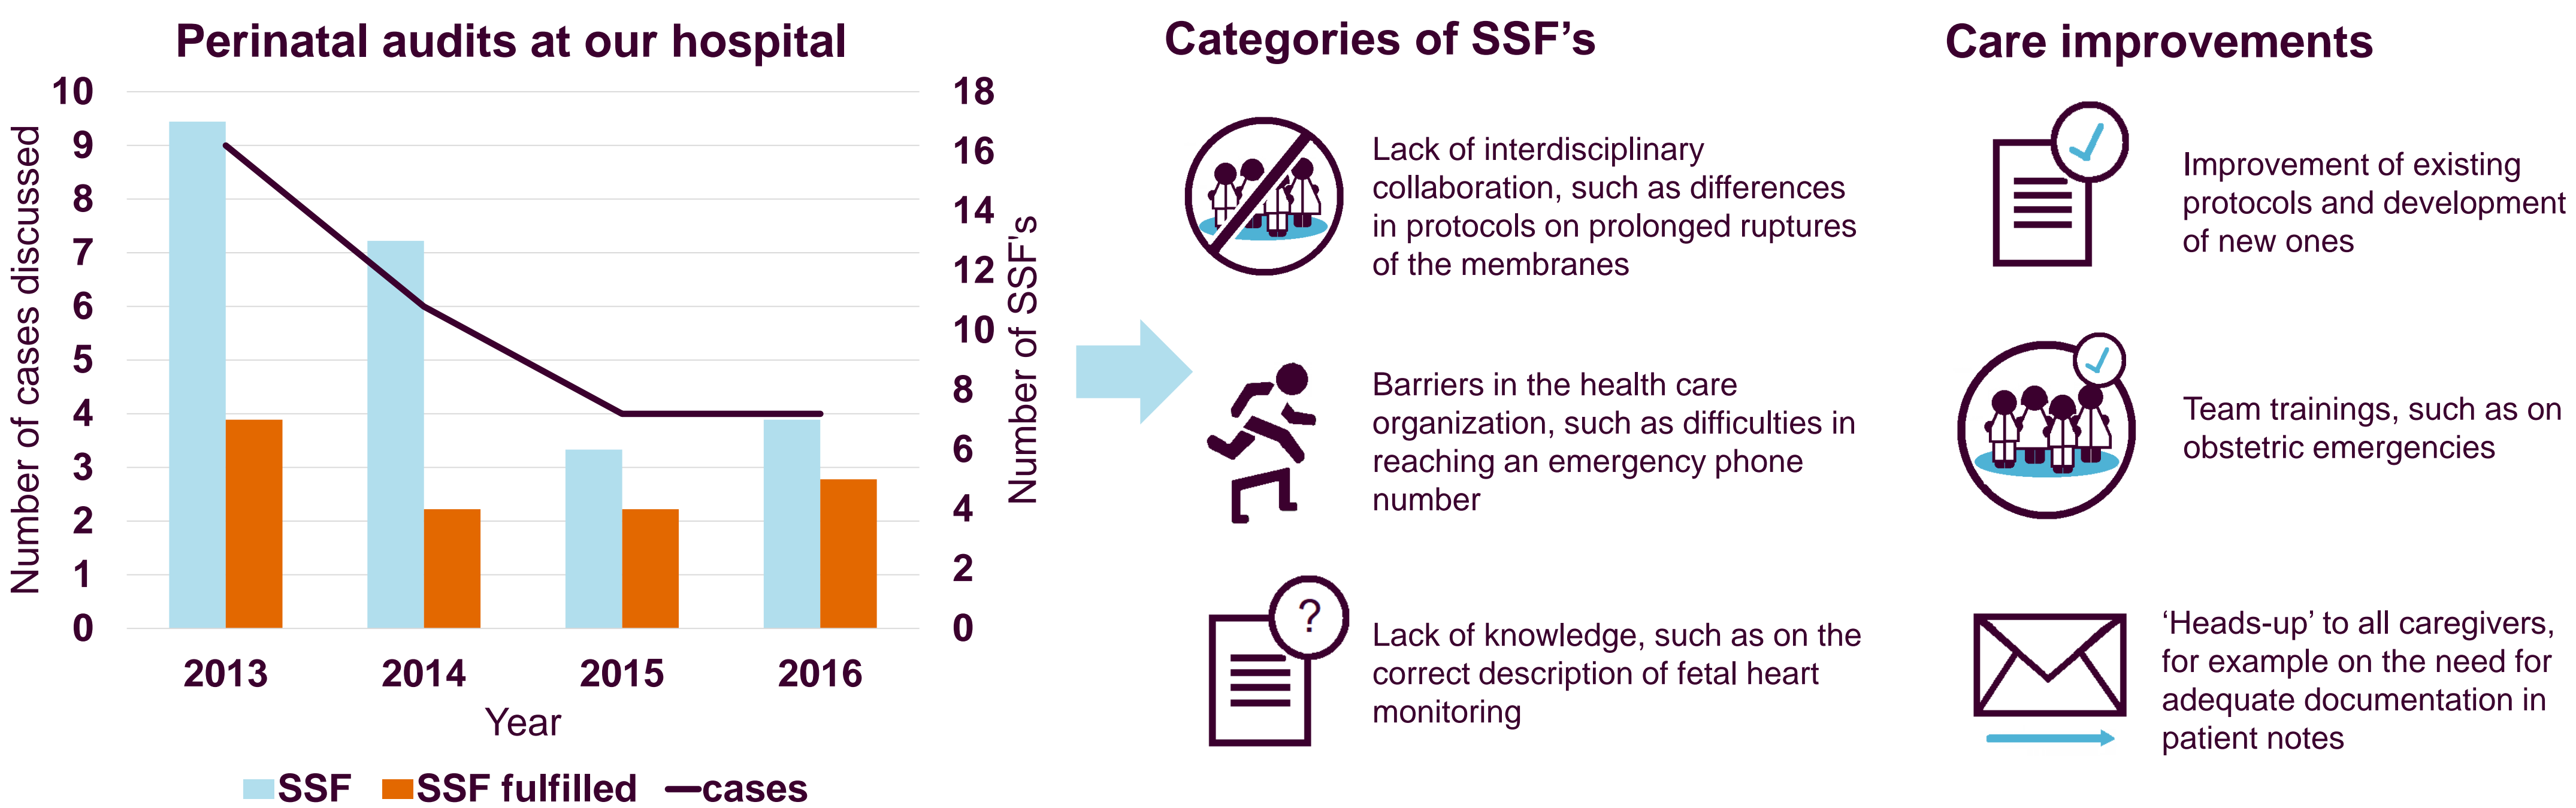 Perinatal audits at our hospital
Number of cases discussed
10
9
8
7
6
5
4
3
2
1
0
18
16
14
12
10
8
6
4
2
0
Number of SSF's
2013
2014
2015
2016
Year
SSF
SSF fulfilled
cases
Categories of SSF’s
Lack of interdisciplinary
collaboration, such as differences
in protocols on prolonged ruptures
of the membranes
Barriers in the health care
organization, such as difficulties in
reaching an emergency phone
number
?
Lack of knowledge, such as on the
correct description of fetal heart
monitoring
Care improvements
Improvement of existing
protocols and development
of new ones
Team trainings, such as on
obstetric emergencies
‘Heads-up’ to all caregivers,
for example on the need for
adequate documentation in
patient notes